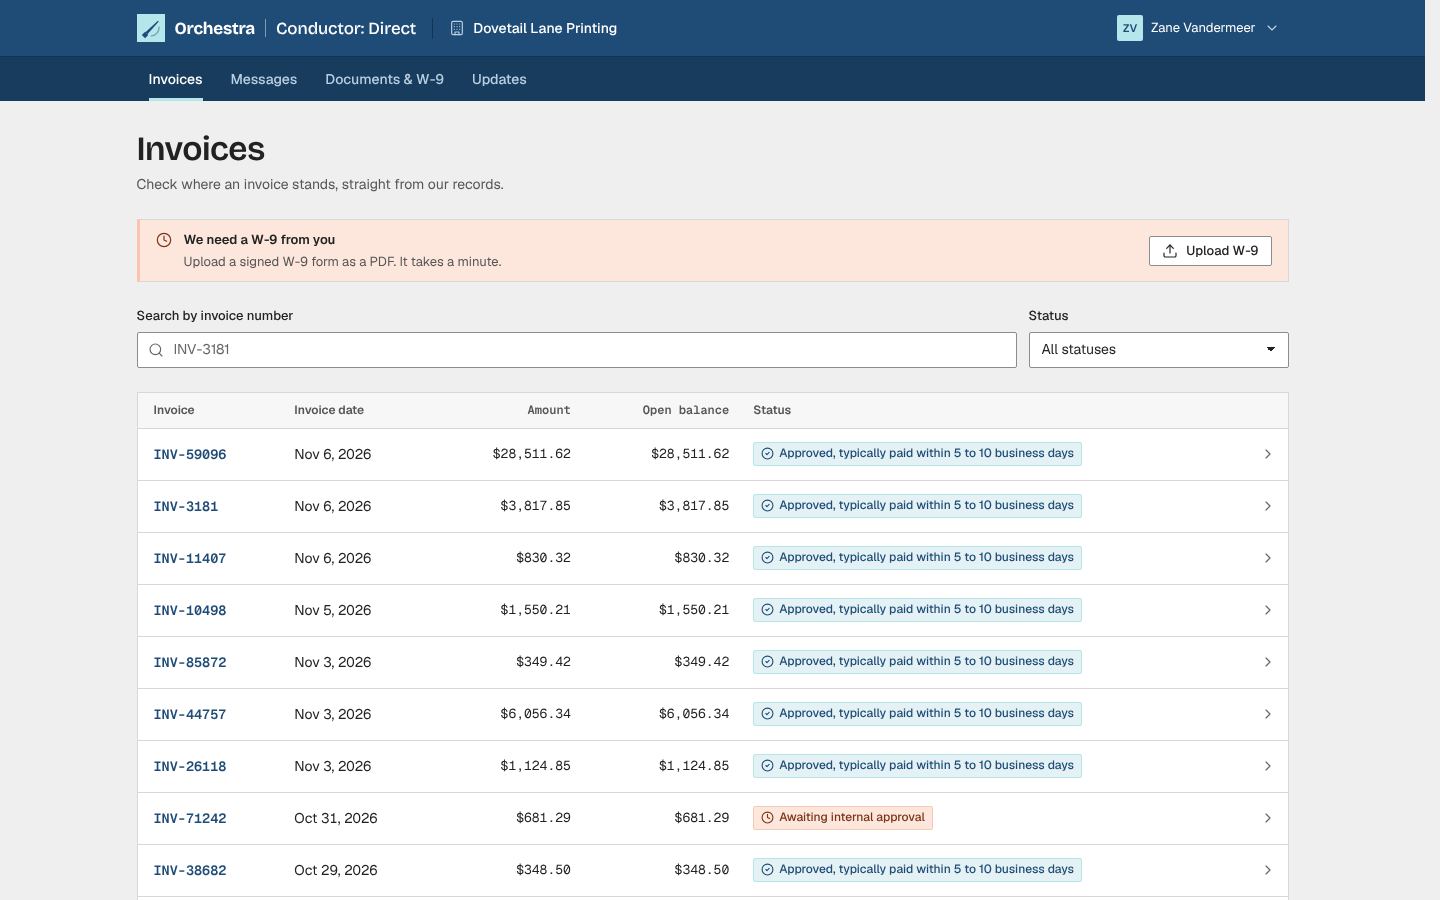 Orchestra Conductor: Direct Dovetail Lane Printing ZV Zane Vandermeer
Invoices Messages Documents & W-9 Updates
Invoices
Check where an invoice stands, straight from our records.
We need a W-9 from you
Upload a signed W-9 form as a PDF. It takes a minute.
Upload W-9
Search by invoice number Status
INV-3181 All statuses
Invoice Invoice date Amount Open balance Status
INV-59096 Nov 6, 2026 $28,511.62 $28,511.62 Approved, typically paid within 5 to 10 business days
INV-3181 Nov 6, 2026 $3,817.85 $3,817.85 Approved, typically paid within 5 to 10 business days
INV-11407 Nov 6, 2026 $830.32 $830.32 Approved, typically paid within 5 to 10 business days
INV-10498 Nov 5, 2026 $1,550.21 $1,550.21 Approved, typically paid within 5 to 10 business days
INV-85872 Nov 3, 2026 $349.42 $349.42 Approved, typically paid within 5 to 10 business days
INV-44757 Nov 3, 2026 $6,056.34 $6,056.34 Approved, typically paid within 5 to 10 business days
INV-26118 Nov 3, 2026 $1,124.85 $1,124.85 Approved, typically paid within 5 to 10 business days
INV-71242 Oct 31, 2026 $681.29 $681.29 Awaiting internal approval
INV-38682 Oct 29, 2026 $348.50 $348.50 Approved, typically paid within 5 to 10 business days